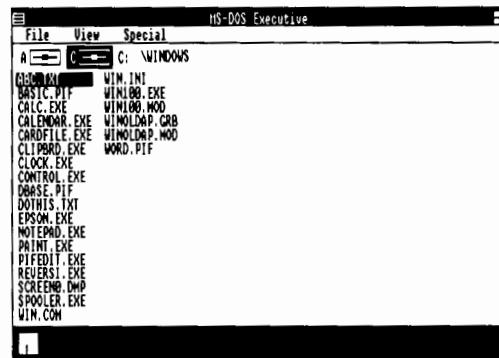 MS-DOS Executive
File View Special
A C C: \WINDOWS
ABC.TXT WIN.INI
BASIC.PIF WIN100.EXE
CALC.EXE WIN100.MOD
CALENDAR.EXE WINOLDAP.GRB
CARDFILE.EXE WINOLDAP.MOD
CLIPBRD.EXE WORD.PIF
CLOCK.EXE
CONTROL.EXE
DBASE.PIF
DOTHIS.TXT
EPSON.EXE
NOTEPAD.EXE
PAINT.EXE
PIFEDIT.EXE
REVERSI.EXE
SCREEN0.DMP
SPOOLER.EXE
WIN.COM